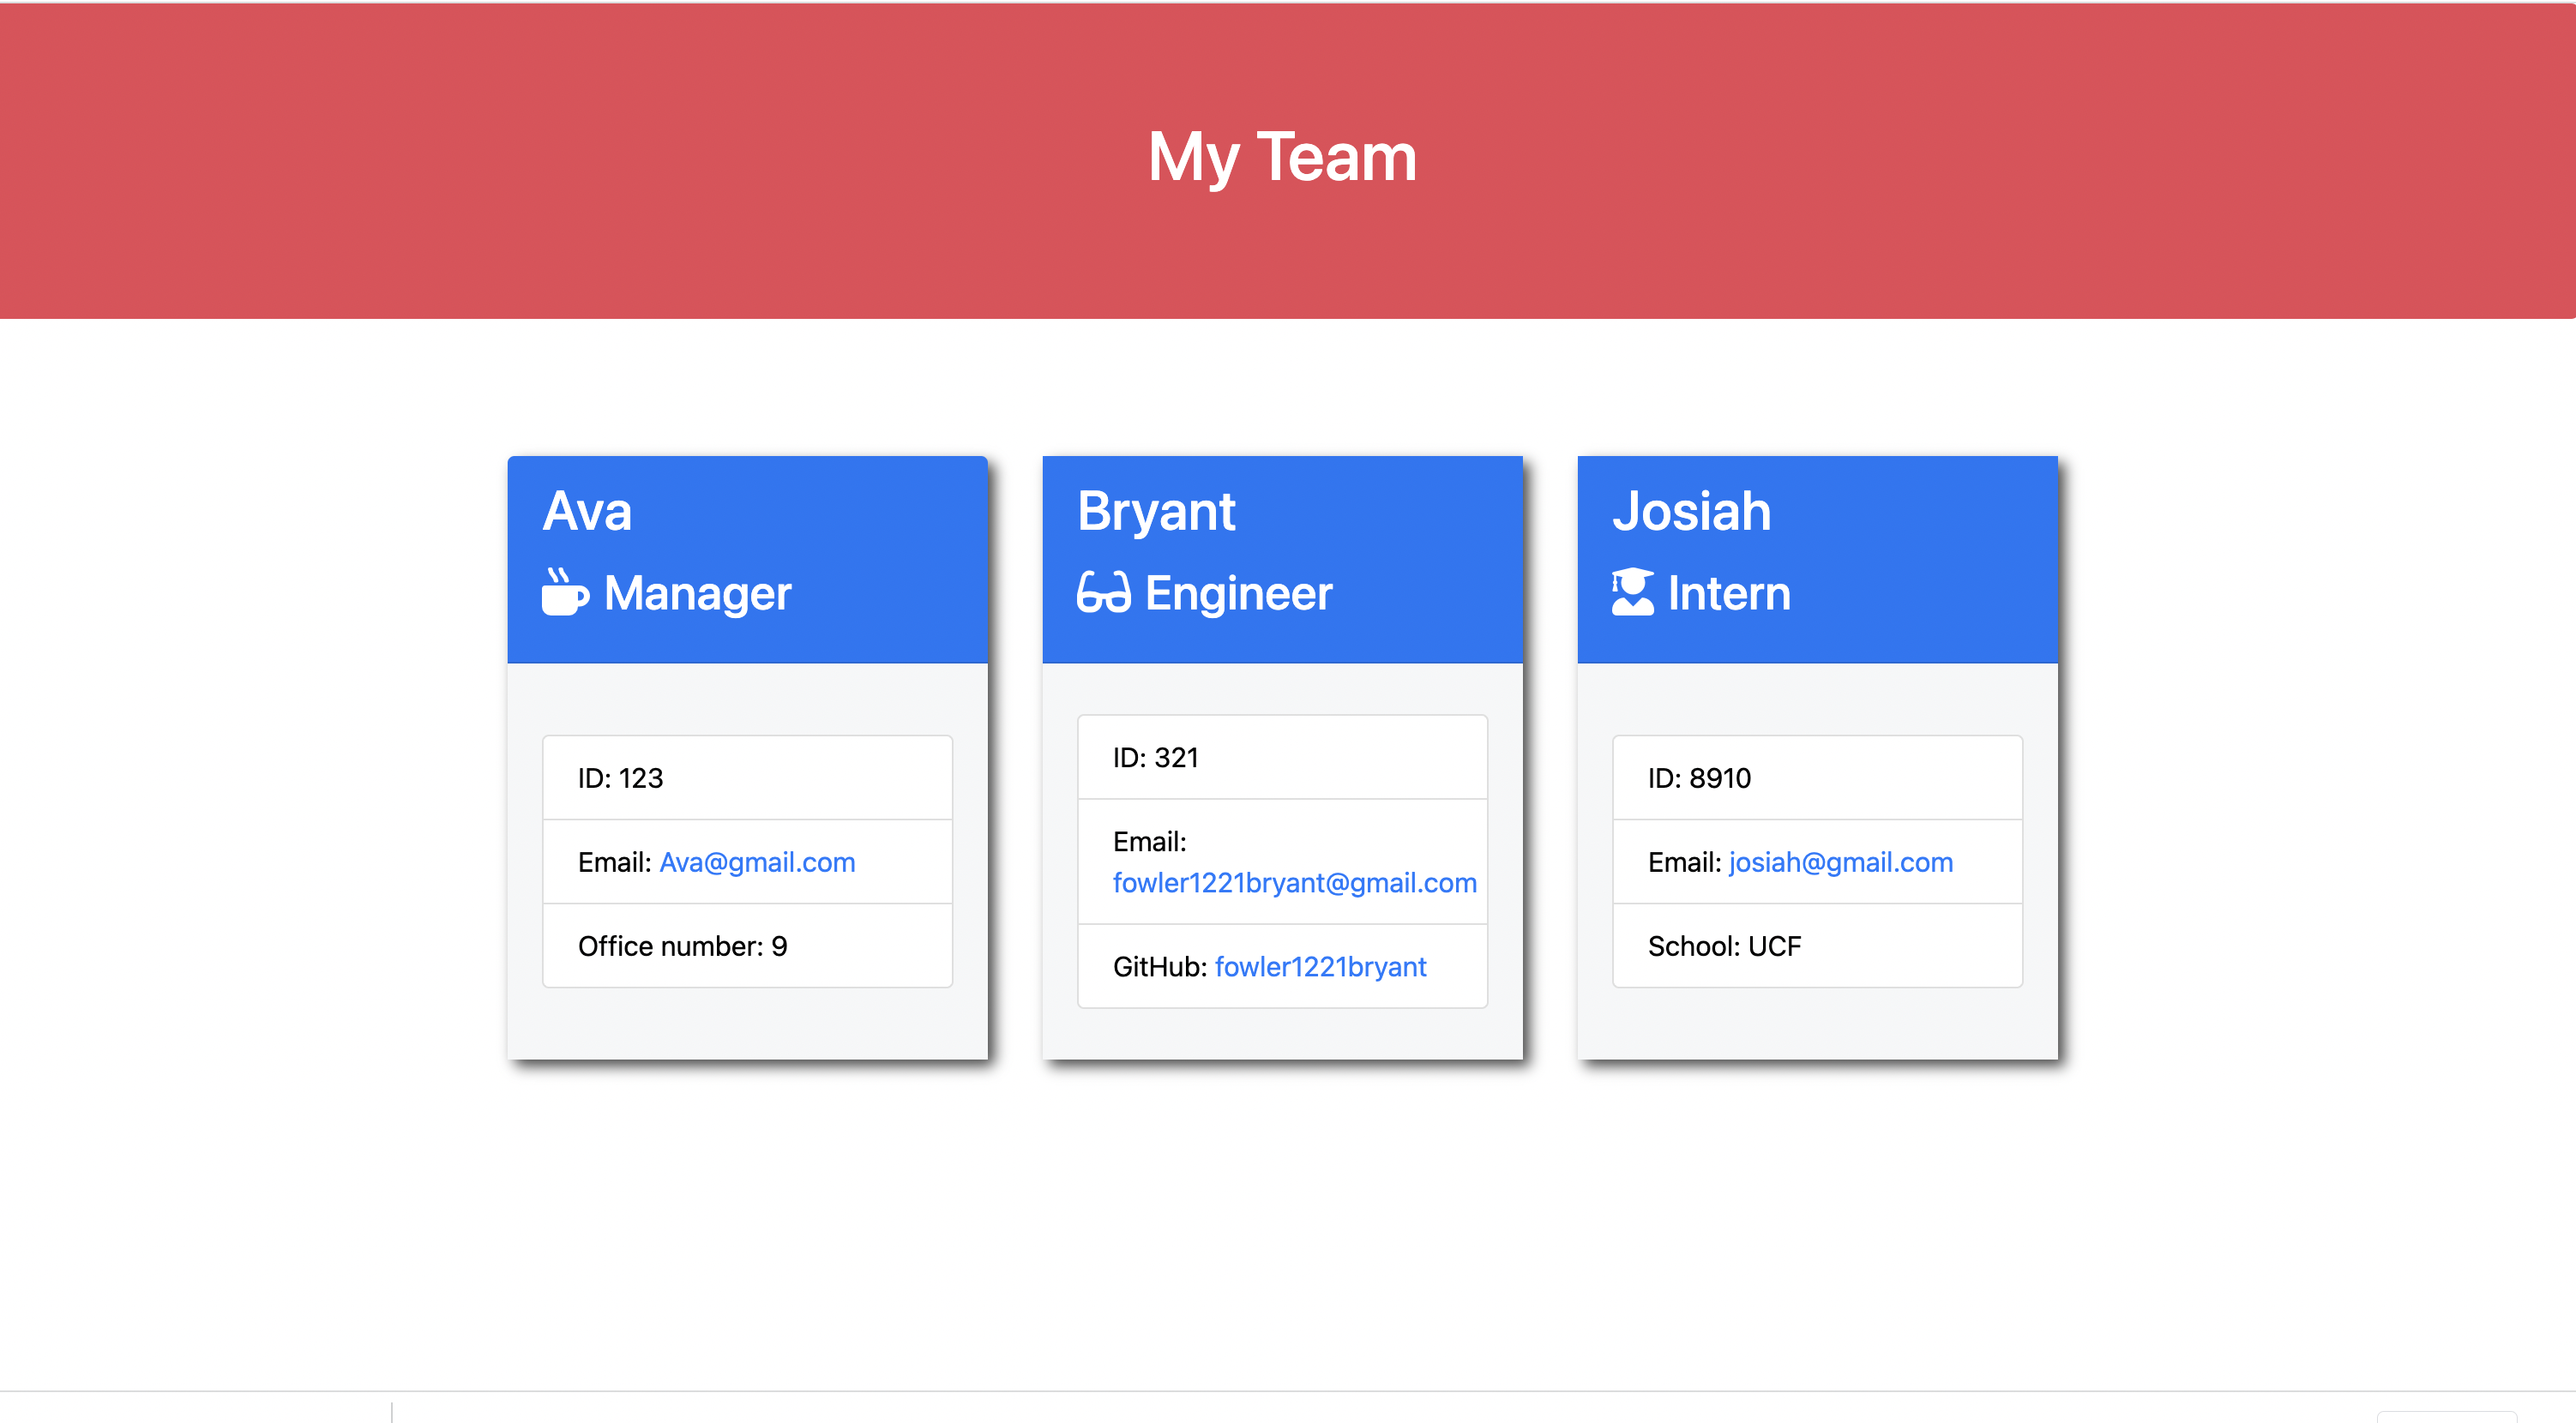 My Team
Ava
Manager
ID: 123
Email: Ava@gmail.com
Office number: 9
Bryant
Engineer
ID: 321
Email:
fowler1221bryant@gmail.com
GitHub: fowler1221bryant
Josiah
Intern
ID: 8910
Email: josiah@gmail.com
School: UCF